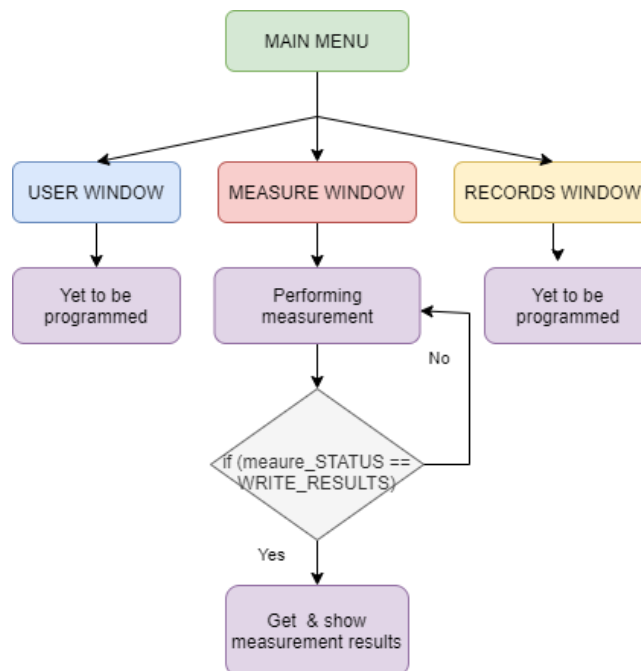 MAIN MENU
USER WINDOW
MEASURE WINDOW
RECORDS WINDOW
Yet to be
programmed
Performing
measurement
Yet to be
programmed
No
if (meaure_STATUS ==
WRITE_RESULTS)
Yes
Get & show
measurement results